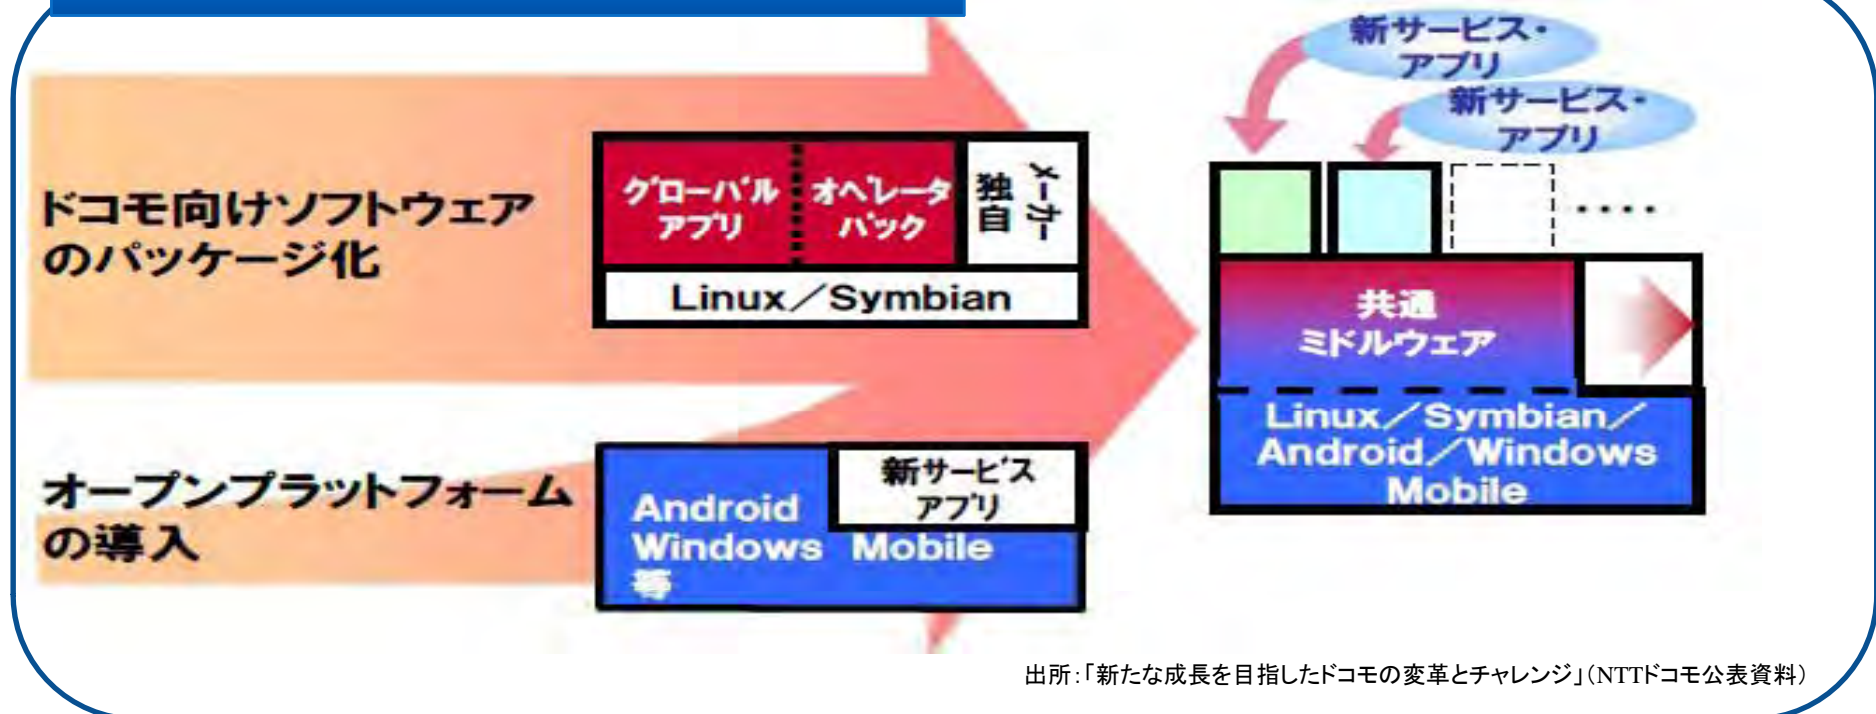 ドコモ向けソフトウェア
のパッケージ化
グローバル
アプリ
オペレータ
パック
メーカー
独自
Linux/Symbian
オープンプラットフォーム
の導入
新サービス
アプリ
Android
Windows Mobile
等
新サービス・
アプリ
新サービス・
アプリ
‥‥
共通
ミドルウェア
Linux/Symbian/
Android/Windows
Mobile
出所:「新たな成長を目指したドコモの変革とチャレンジ」(NTTドコモ公表資料)